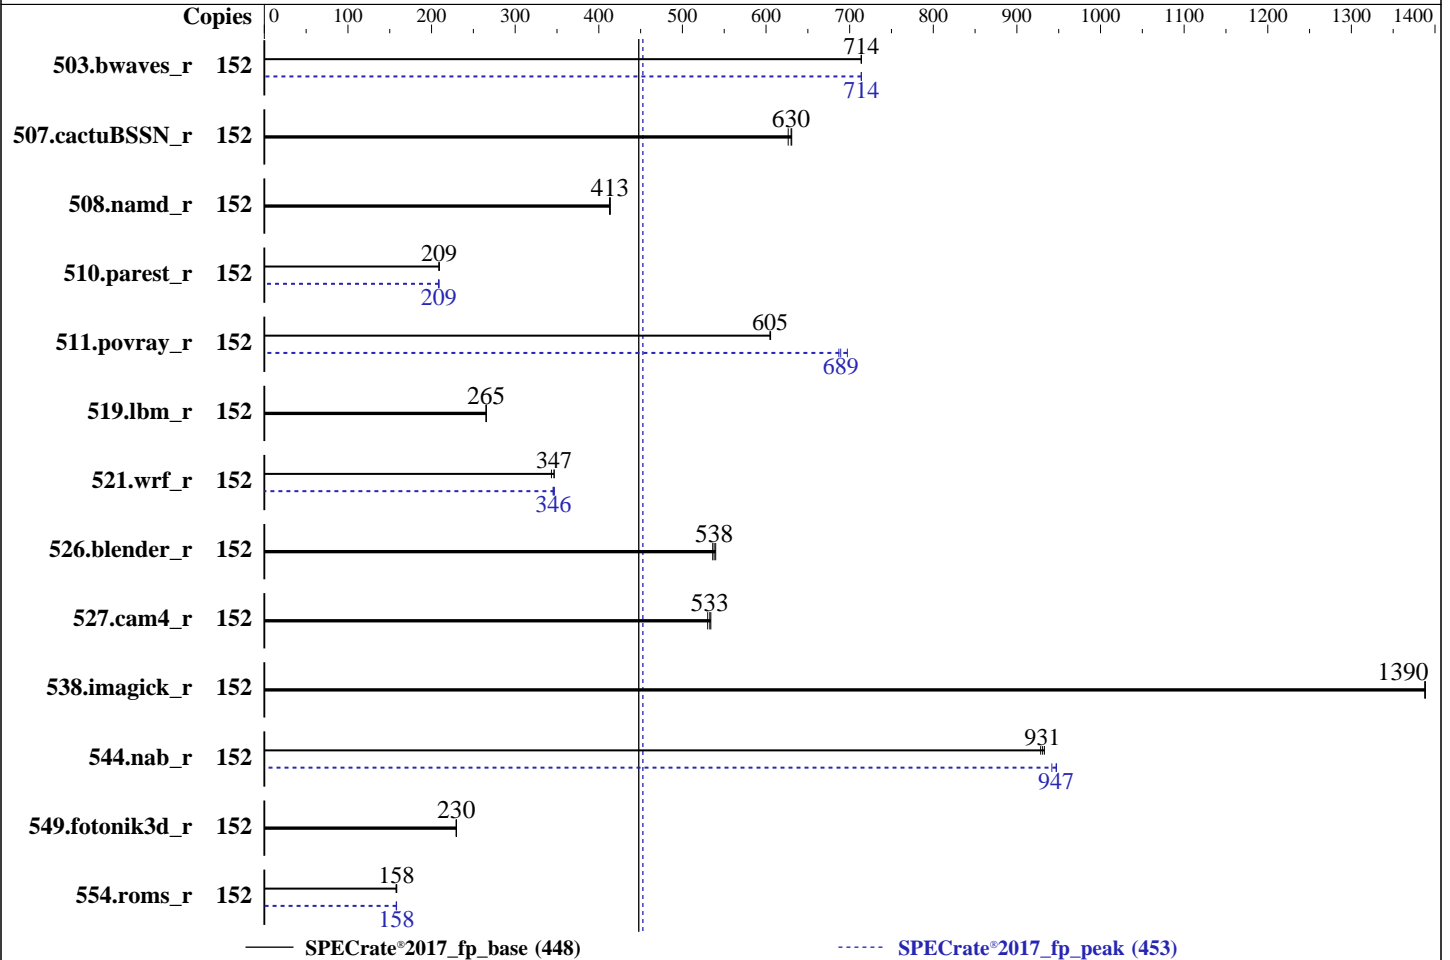 Copies 0 100 200 300 400 500 600 700 800 900 1000 1100 1200 1300 1400
714
503.bwaves_r 152
714
630
507.cactuBSSN_r 152
413
508.namd_r 152
209
510.parest_r 152
209
605
511.povray_r 152
689
265
519.lbm_r 152
347
521.wrf_r 152
346
538
526.blender_r 152
533
527.cam4_r 152
1390
538.imagick_r 152
931
544.nab_r 152
947
230
549.fotonik3d_r 152
158
554.roms_r 152
158
SPECrate®2017_fp_base (448) SPECrate®2017_fp_peak (453)